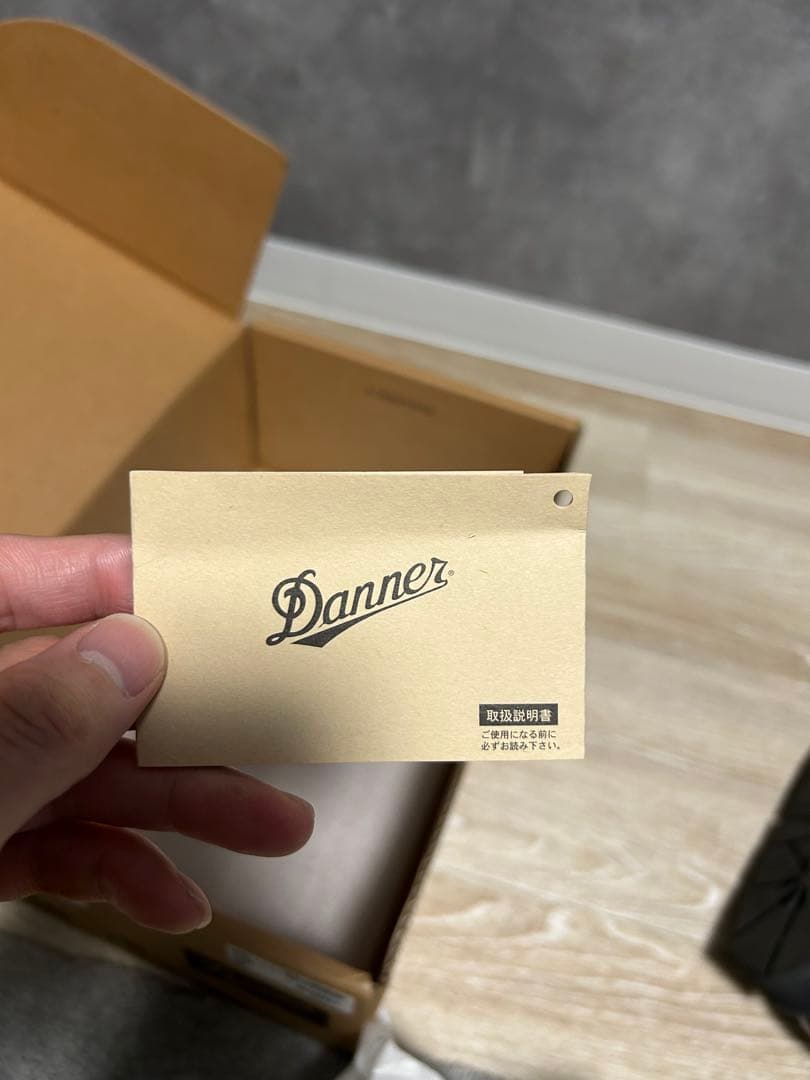 Danner®
取扱説明書
ご使用になる前に
必ずお読み下さい。